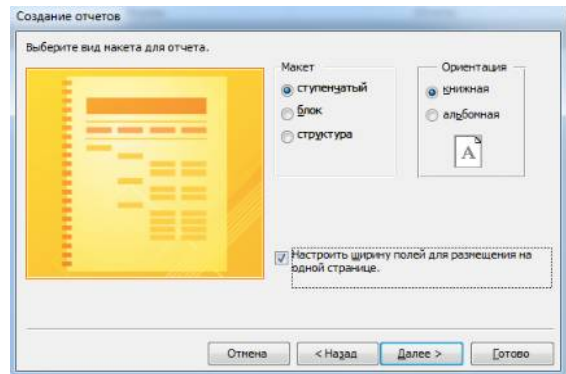 Создание отчетов
Выберите вид макета для отчета.
Макет
ступенчатый
блок
структура
Ориентация
книжная
альбомная
A
Настроить ширину полей для размещения на
одной странице.
Отмена
< Назад
Далее >
Готово